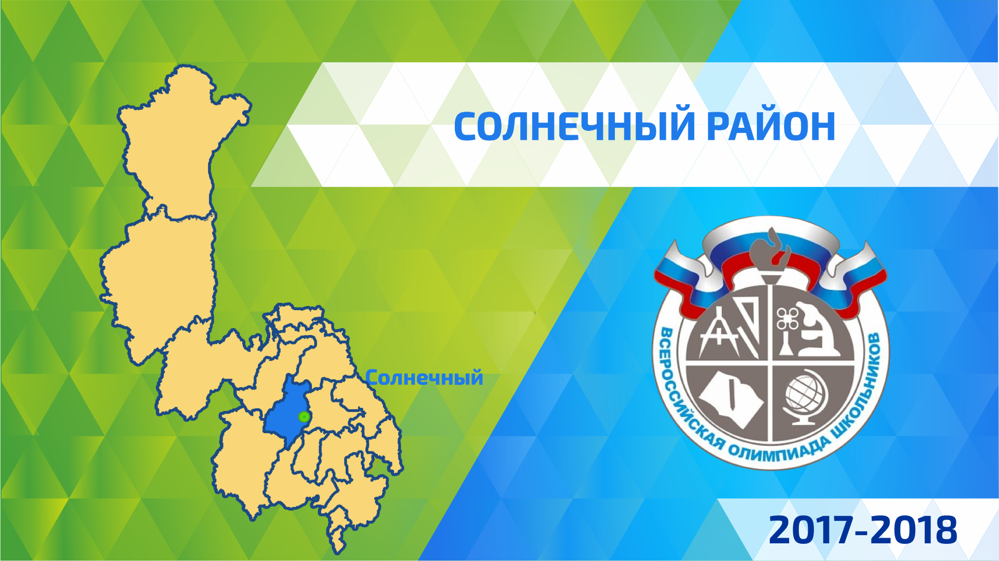 СОЛНЕЧНЫЙ РАЙОН
Солнечный
ВСЕРОССИЙСКАЯ ОЛИМПИАДА ШКОЛЬНИКОВ
2017-2018